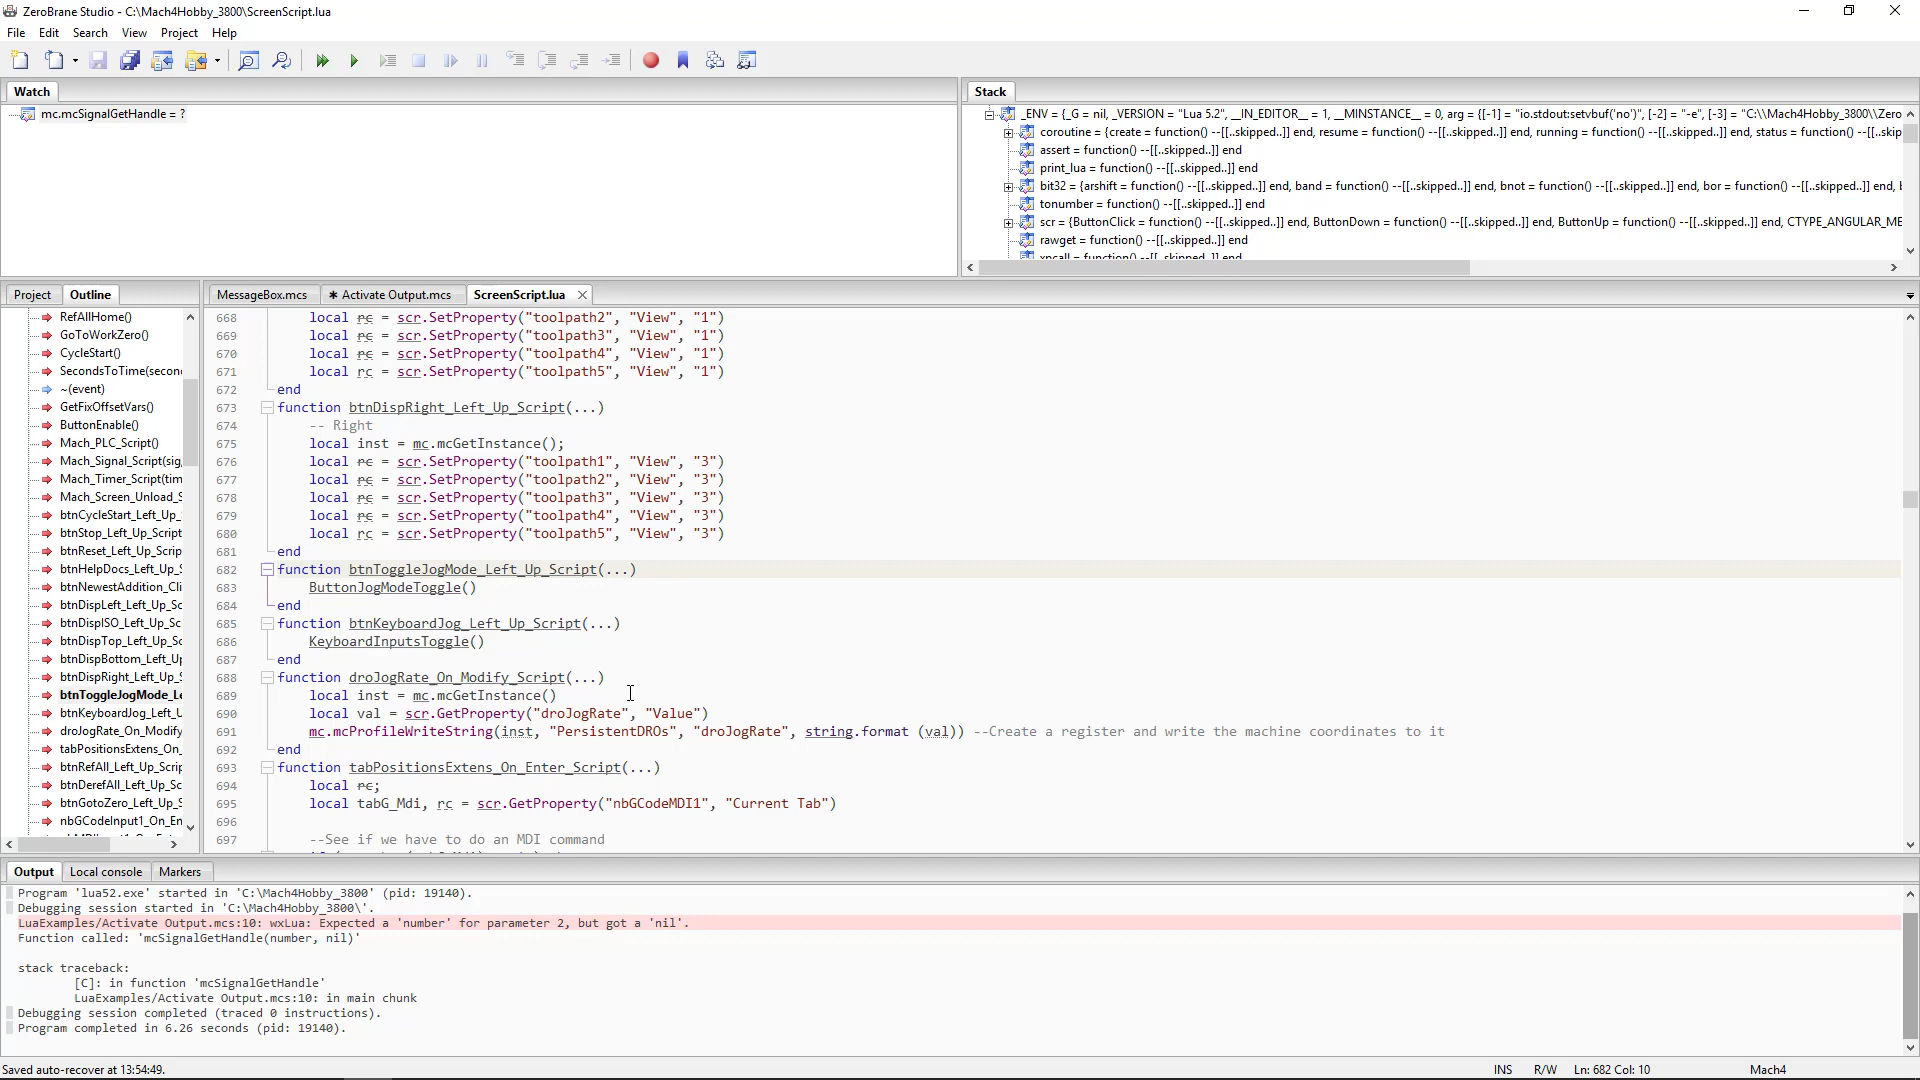 ZeroBrane Studio - C:\Mach4Hobby_3800\ScreenScript.lua
File Edit Search View Project Help
Watch
mc.mcSignalGetHandle = ?
Stack
_ENV = {_G = nil, _VERSION = "Lua 5.2", __IN_EDITOR__ = 1, __MINSTANCE__ = 0, arg = {[-1] = "io.stdout:setvbuf('no')", [-2] = "-e", [-3] = "C:\\Mach4Hobby_3800\\Zero
coroutine = {create = function() --[[..skipped..]] end, resume = function() --[[..skipped..]] end, running = function() --[[..skipped..]] end, status = function() --[[..skip
assert = function() --[[..skipped..]] end
print_lua = function() --[[..skipped..]] end
bit32 = {arshift = function() --[[..skipped..]] end, band = function() --[[..skipped..]] end, bnot = function() --[[..skipped..]] end, bor = function() --[[..skipped..]] end,
tonumber = function() --[[..skipped..]] end
scr = {ButtonClick = function() --[[..skipped..]] end, ButtonDown = function() --[[..skipped..]] end, ButtonUp = function() --[[..skipped..]] end, CTYPE_ANGULAR_ME
rawget = function() --[[..skipped..]] end
xpcall = function() --[[..skipped..]] end
Project Outline
RefAllHome()
GoToWorkZero()
CycleStart()
SecondsToTime(secon
~(event)
GetFixOffsetVars()
ButtonEnable()
Mach_PLC_Script()
Mach_Signal_Script(sig,
Mach_Timer_Script(tim
Mach_Screen_Unload_S
btnCycleStart_Left_Up_
btnStop_Left_Up_Script
btnReset_Left_Up_Scrip
btnHelpDocs_Left_Up_S
btnNewestAddition_Cli
btnDispLeft_Left_Up_Sc
btnDispISO_Left_Up_Sc
btnDispTop_Left_Up_Sc
btnDispBottom_Left_Up
btnDispRight_Left_Up_S
btnToggleJogMode_Le
btnKeyboardJog_Left_U
droJogRate_On_Modify
tabPositionsExtens_On_
btnRefAll_Left_Up_Scrip
btnDerefAll_Left_Up_Sc
btnGotoZero_Left_Up_S
nbGCodeInput1_On_En
MessageBox.mcs ✱ Activate Output.mcs ScreenScript.lua
668 local rc = scr.SetProperty("toolpath2", "View", "1")
669 local rc = scr.SetProperty("toolpath3", "View", "1")
670 local rc = scr.SetProperty("toolpath4", "View", "1")
671 local rc = scr.SetProperty("toolpath5", "View", "1")
672 end
673 function btnDispRight_Left_Up_Script(...)
674 -- Right
675 local inst = mc.mcGetInstance();
676 local rc = scr.SetProperty("toolpath1", "View", "3")
677 local rc = scr.SetProperty("toolpath2", "View", "3")
678 local rc = scr.SetProperty("toolpath3", "View", "3")
679 local rc = scr.SetProperty("toolpath4", "View", "3")
680 local rc = scr.SetProperty("toolpath5", "View", "3")
681 end
682 function btnToggleJogMode_Left_Up_Script(...)
683 ButtonJogModeToggle()
684 end
685 function btnKeyboardJog_Left_Up_Script(...)
686 KeyboardInputsToggle()
687 end
688 function droJogRate_On_Modify_Script(...)
689 local inst = mc.mcGetInstance()
690 local val = scr.GetProperty("droJogRate", "Value")
691 mc.mcProfileWriteString(inst, "PersistentDROs", "droJogRate", string.format (val)) --Create a register and write the machine coordinates to it
692 end
693 function tabPositionsExtens_On_Enter_Script(...)
694 local rc;
695 local tabG_Mdi, rc = scr.GetProperty("nbGCodeMDI1", "Current Tab")
696
697 --See if we have to do an MDI command
Output Local console Markers
Program 'lua52.exe' started in 'C:\Mach4Hobby_3800' (pid: 19140).
Debugging session started in 'C:\Mach4Hobby_3800\'.
LuaExamples/Activate Output.mcs:10: wxLua: Expected a 'number' for parameter 2, but got a 'nil'.
Function called: 'mcSignalGetHandle(number, nil)'
stack traceback:
[C]: in function 'mcSignalGetHandle'
LuaExamples/Activate Output.mcs:10: in main chunk
Debugging session completed (traced 0 instructions).
Program completed in 6.26 seconds (pid: 19140).
Saved auto-recover at 13:54:49. INS R/W Ln: 682 Col: 10 Mach4